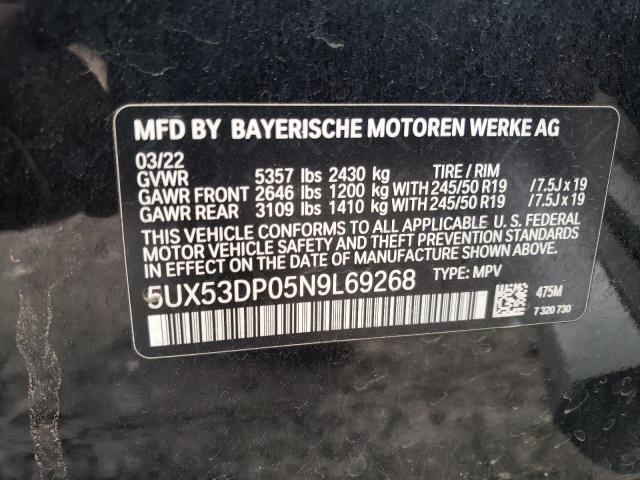 MFD BY BAYERISCHE MOTOREN WERKE AG
03/22
GVWR 5357 lbs 2430 kg TIRE / RIM
GAWR FRONT 2646 lbs 1200 kg WITH 245/50 R19 / 7.5J x 19
GAWR REAR 3109 lbs 1410 kg WITH 245/50 R19 / 7.5J x 19
THIS VEHICLE CONFORMS TO ALL APPLICABLE U. S. FEDERAL
MOTOR VEHICLE SAFETY AND THEFT PREVENTION STANDARDS
IN EFFECT ON THE DATE OF MANUFACTURE SHOWN ABOVE.
5UX53DP05N9L69268 TYPE: MPV
475M
7 320 730